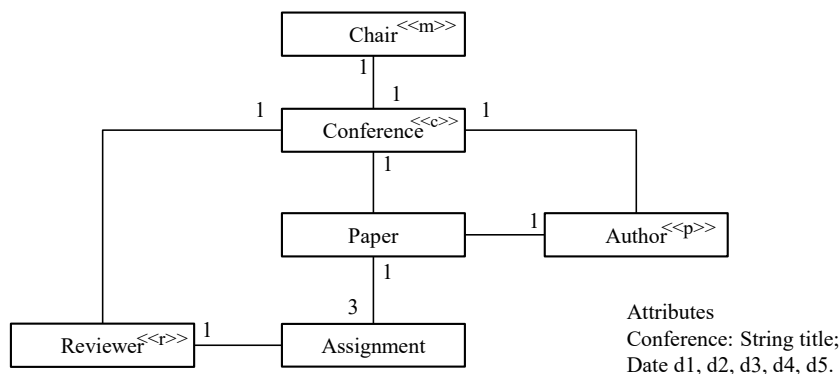 Chair<<m>>
1
1
1
1
Conference<<c>>
1
Paper
1
Author<<p>>
1
3
Reviewer<<r>>
1
Assignment
Attributes
Conference: String title;
Date d1, d2, d3, d4, d5.